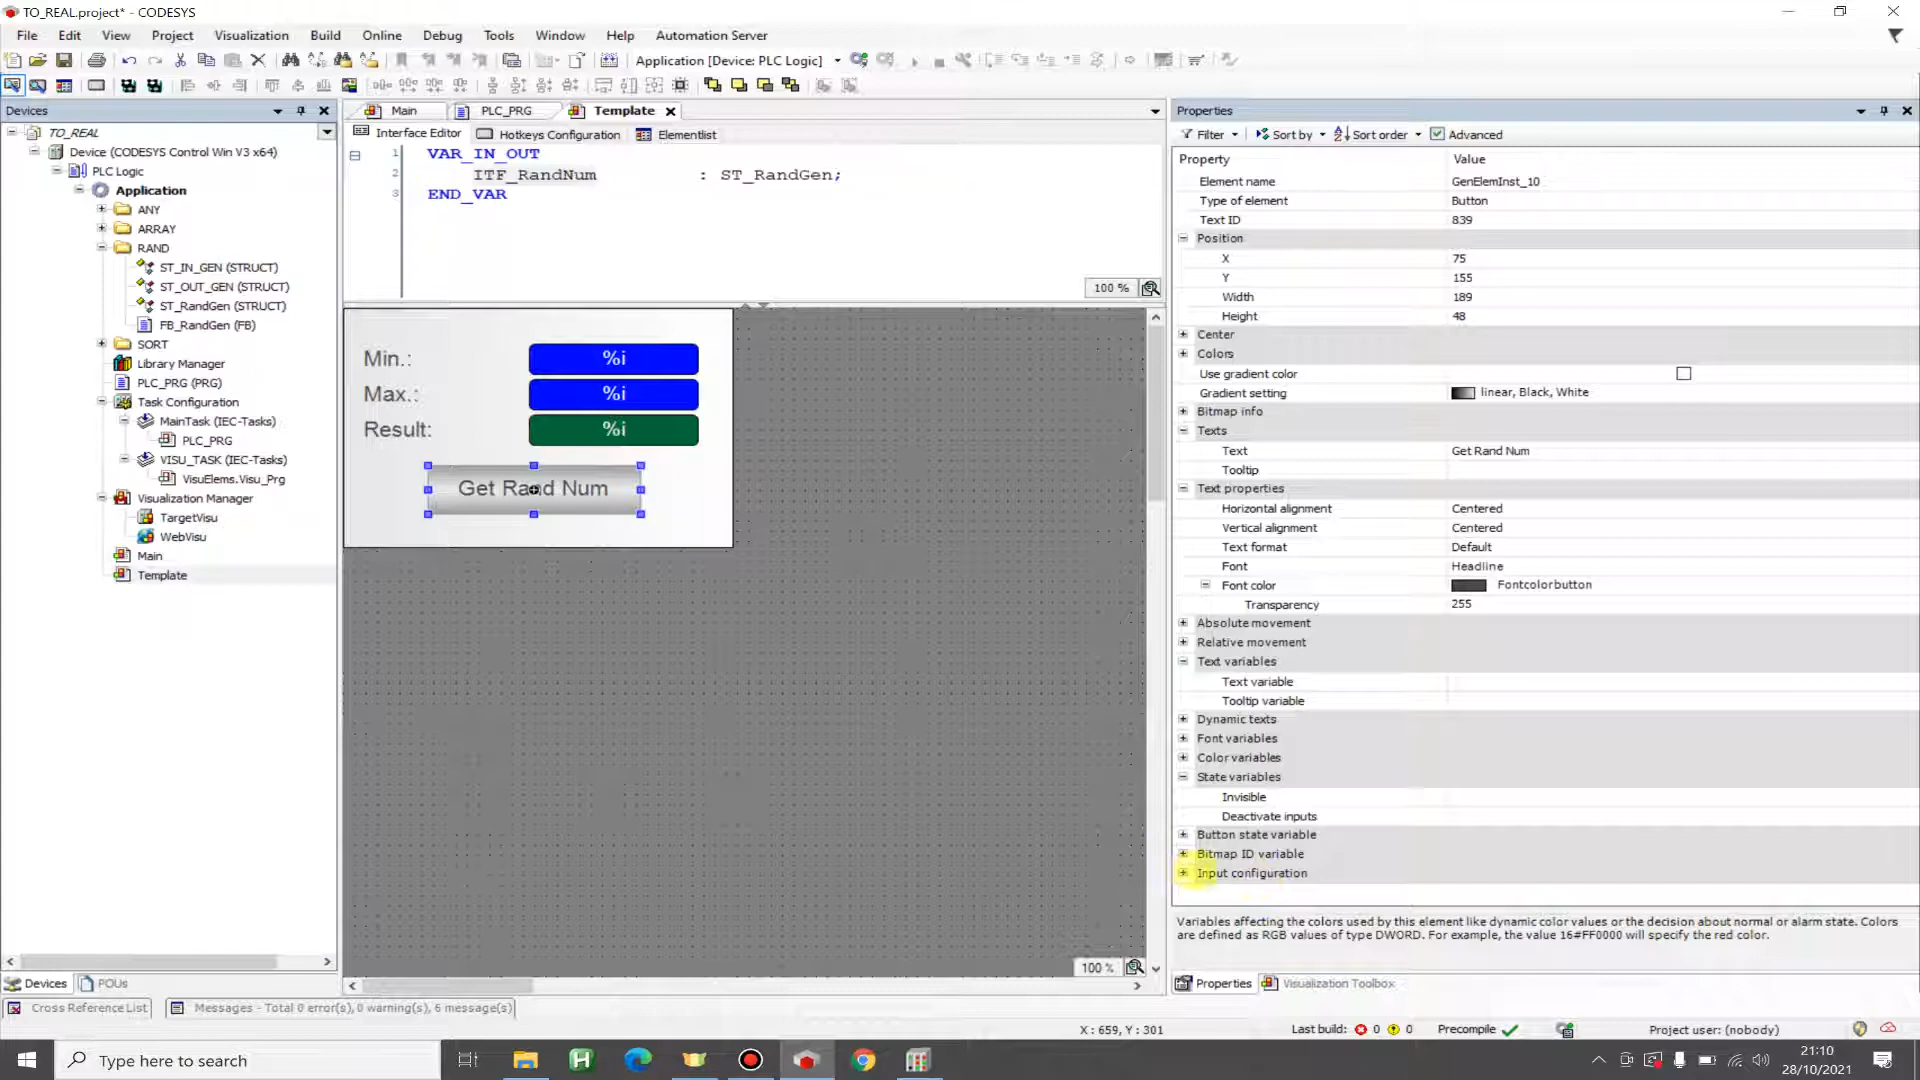 TO_REAL.project* - CODESYS
File Edit View Project Visualization Build Online Debug Tools Window Help Automation Server
Application [Device: PLC Logic]
Devices
TO_REAL
Device (CODESYS Control Win V3 x64)
PLC Logic
Application
ANY
ARRAY
RAND
ST_IN_GEN (STRUCT)
ST_OUT_GEN (STRUCT)
ST_RandGen (STRUCT)
FB_RandGen (FB)
SORT
Library Manager
PLC_PRG (PRG)
Task Configuration
MainTask (IEC-Tasks)
PLC_PRG
VISU_TASK (IEC-Tasks)
VisuElems.Visu_Prg
Visualization Manager
TargetVisu
WebVisu
Main
Template
Devices POUs
Main PLC_PRG Template
Interface Editor Hotkeys Configuration Elementlist
1 VAR_IN_OUT
2 ITF_RandNum : ST_RandGen;
3 END_VAR
100 %
Min.: %i
Max.: %i
Result: %i
Get Rand Num
100 %
Properties
Filter Sort by Sort order Advanced
Property Value
Element name GenElemInst_10
Type of element Button
Text ID 839
Position
X 75
Y 155
Width 189
Height 48
Center
Colors
Use gradient color
Gradient setting linear, Black, White
Bitmap info
Texts
Text Get Rand Num
Tooltip
Text properties
Horizontal alignment Centered
Vertical alignment Centered
Text format Default
Font Headline
Font color Fontcolorbutton
Transparency 255
Absolute movement
Relative movement
Text variables
Text variable
Tooltip variable
Dynamic texts
Font variables
Color variables
State variables
Invisible
Deactivate inputs
Button state variable
Bitmap ID variable
Input configuration
Variables affecting the colors used by this element like dynamic color values or the decision about normal or alarm state. Colors
are defined as RGB values of type DWORD. For example, the value 16#FF0000 will specify the red color.
Properties Visualization Toolbox
Cross Reference List Messages - Total 0 error(s), 0 warning(s), 6 message(s)
X : 659, Y : 301 Last build: 0 0 Precompile Project user: (nobody)
Type here to search
21:10
28/10/2021